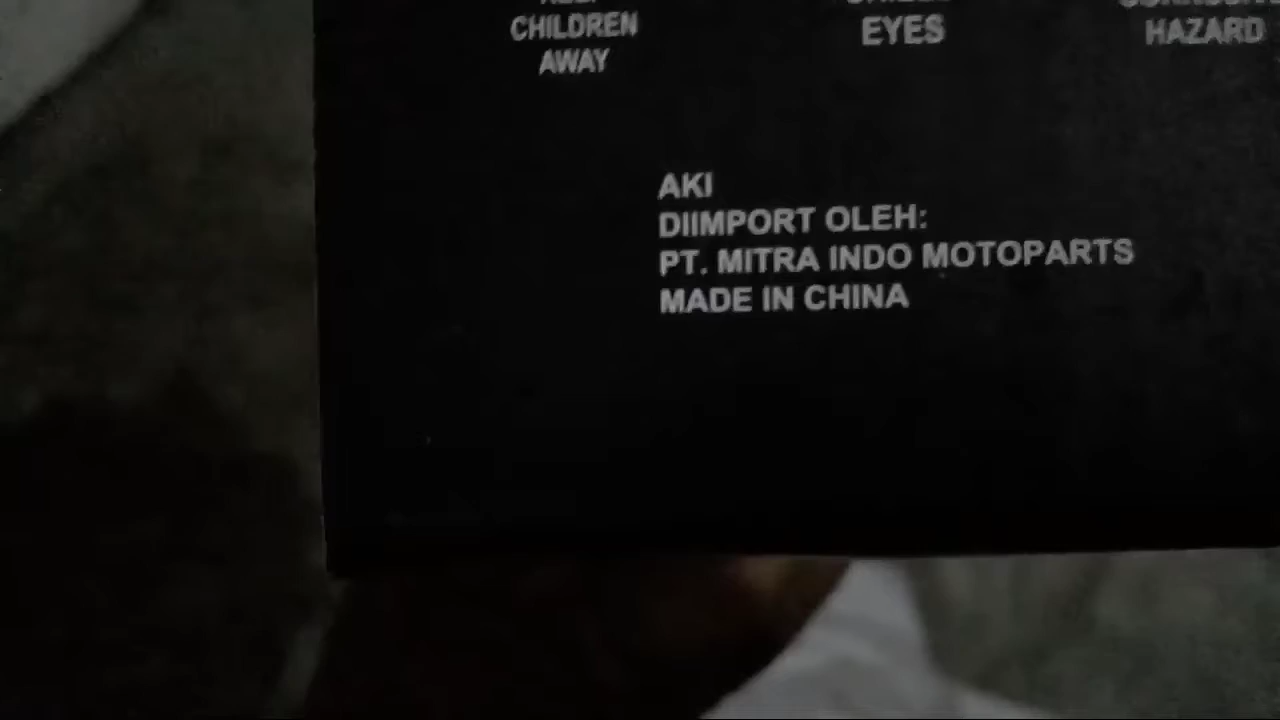 CHILDREN
AWAY
EYES
HAZARD
AKI
DIIMPORT OLEH:
PT. MITRA INDO MOTOPARTS
MADE IN CHINA